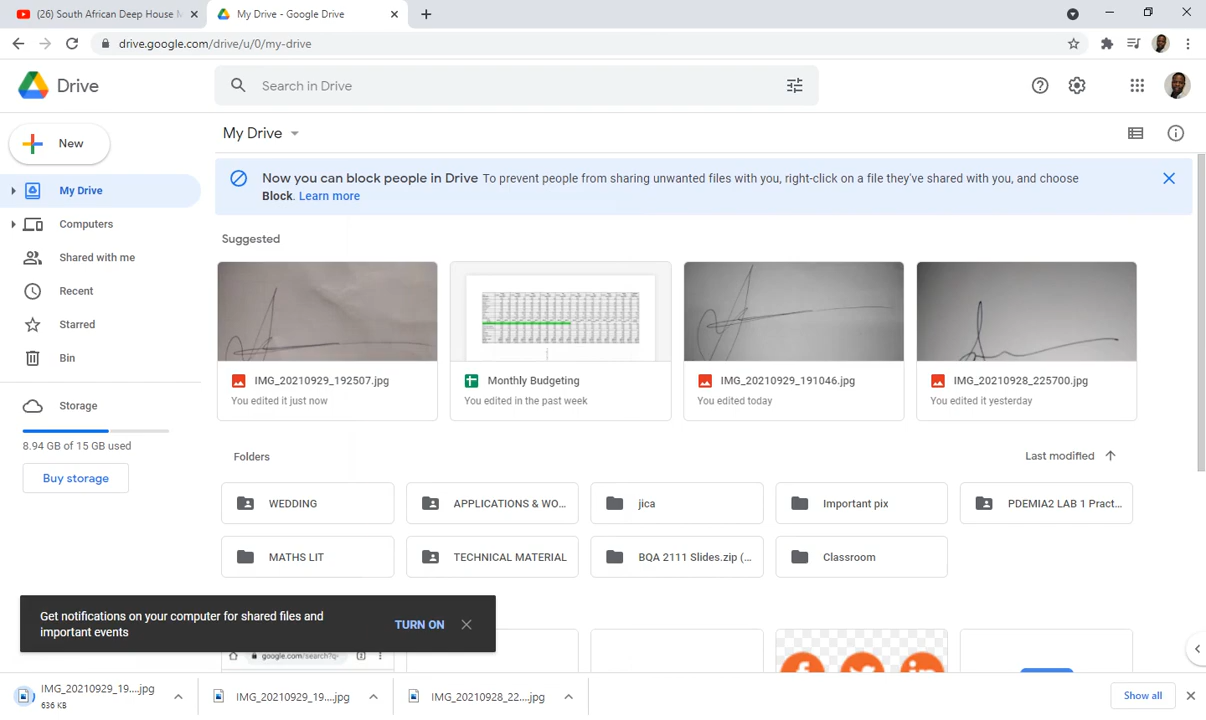 (26) South African Deep House M
My Drive - Google Drive
drive.google.com/drive/u/0/my-drive
Drive
Search in Drive
New
My Drive
Computers
Shared with me
Recent
Starred
Bin
Storage
8.94 GB of 15 GB used
Buy storage
My Drive
Now you can block people in Drive To prevent people from sharing unwanted files with you, right-click on a file they've shared with you, and choose
Block. Learn more
Suggested
IMG_20210929_192507.jpg
You edited it just now
Monthly Budgeting
You edited in the past week
IMG_20210929_191046.jpg
You edited today
IMG_20210928_225700.jpg
You edited it yesterday
Folders
Last modified
WEDDING
APPLICATIONS & WO...
jica
Important pix
PDEMIA2 LAB 1 Pract...
MATHS LIT
TECHNICAL MATERIAL
BQA 2111 Slides.zip (...
Classroom
Get notifications on your computer for shared files and
important events
TURN ON
google.com/search?q=
IMG_20210929_19....jpg
636 KB
IMG_20210929_19....jpg
IMG_20210928_22....jpg
Show all